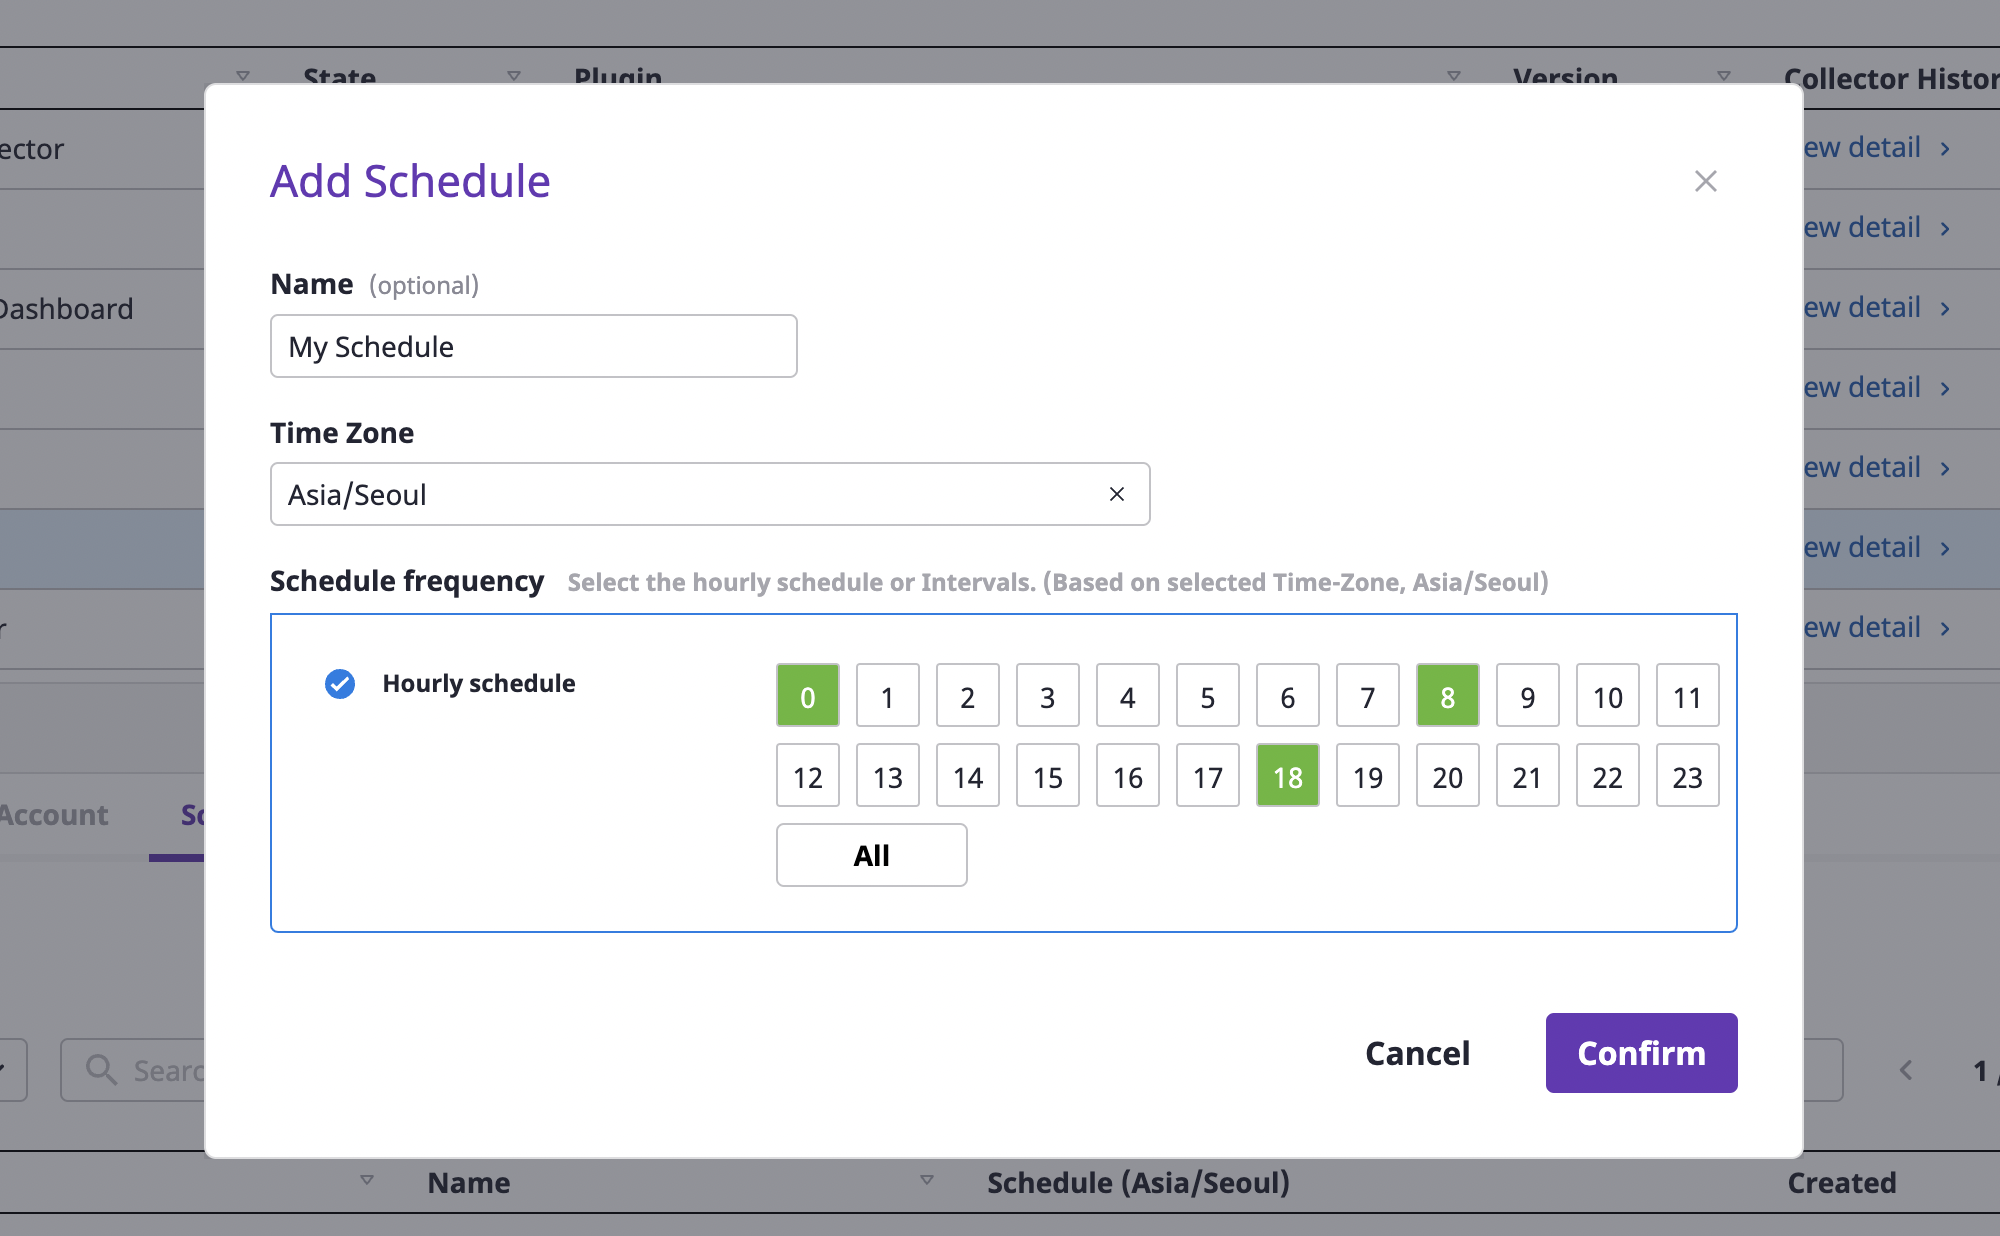 State Plugin Version Collector Histor
Add Schedule
Name (optional)
My Schedule
Time Zone
Asia/Seoul
Schedule frequency Select the hourly schedule or Intervals. (Based on selected Time-Zone, Asia/Seoul)
Hourly schedule
0 1 2 3 4 5 6 7 8 9 10 11
12 13 14 15 16 17 18 19 20 21 22 23
All
Cancel Confirm
ector
Dashboard
r
ew detail
ew detail
ew detail
ew detail
ew detail
ew detail
ew detail
Account Sc
Searc
1 /
Name Schedule (Asia/Seoul) Created